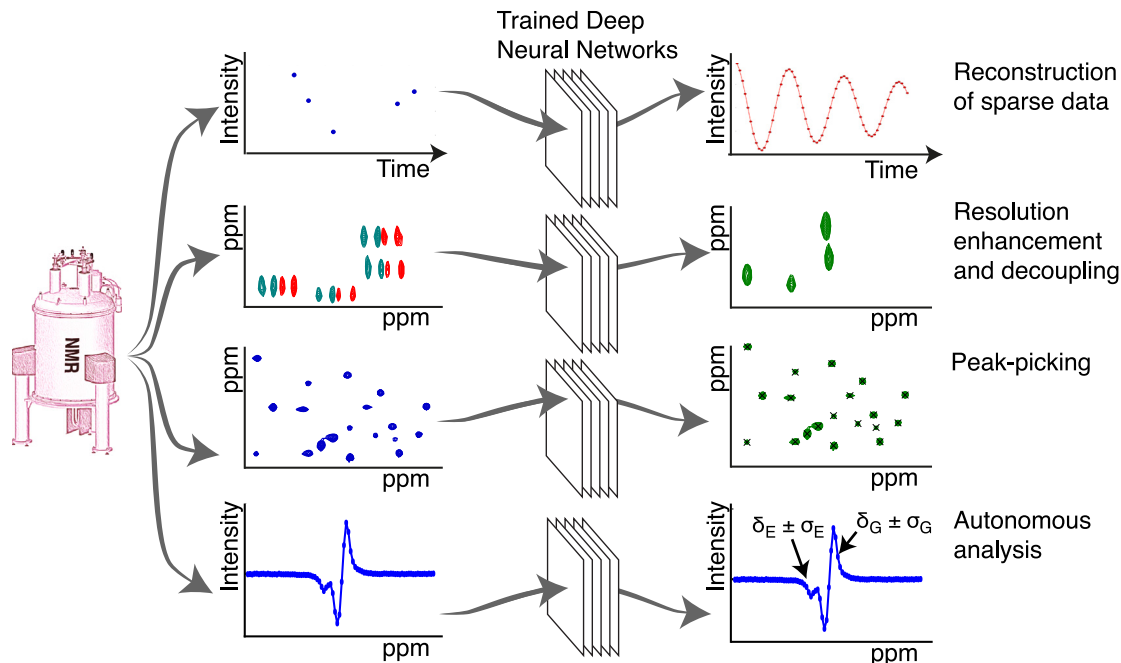 Trained Deep
Neural Networks
Intensity
Time
Intensity
Time
Reconstruction
of sparse data
ppm
ppm
ppm
ppm
Resolution
enhancement
and decoupling
NMR
ppm
ppm
ppm
ppm
Peak-picking
Intensity
ppm
Intensity
δE ± σE
δG ± σG
ppm
Autonomous
analysis